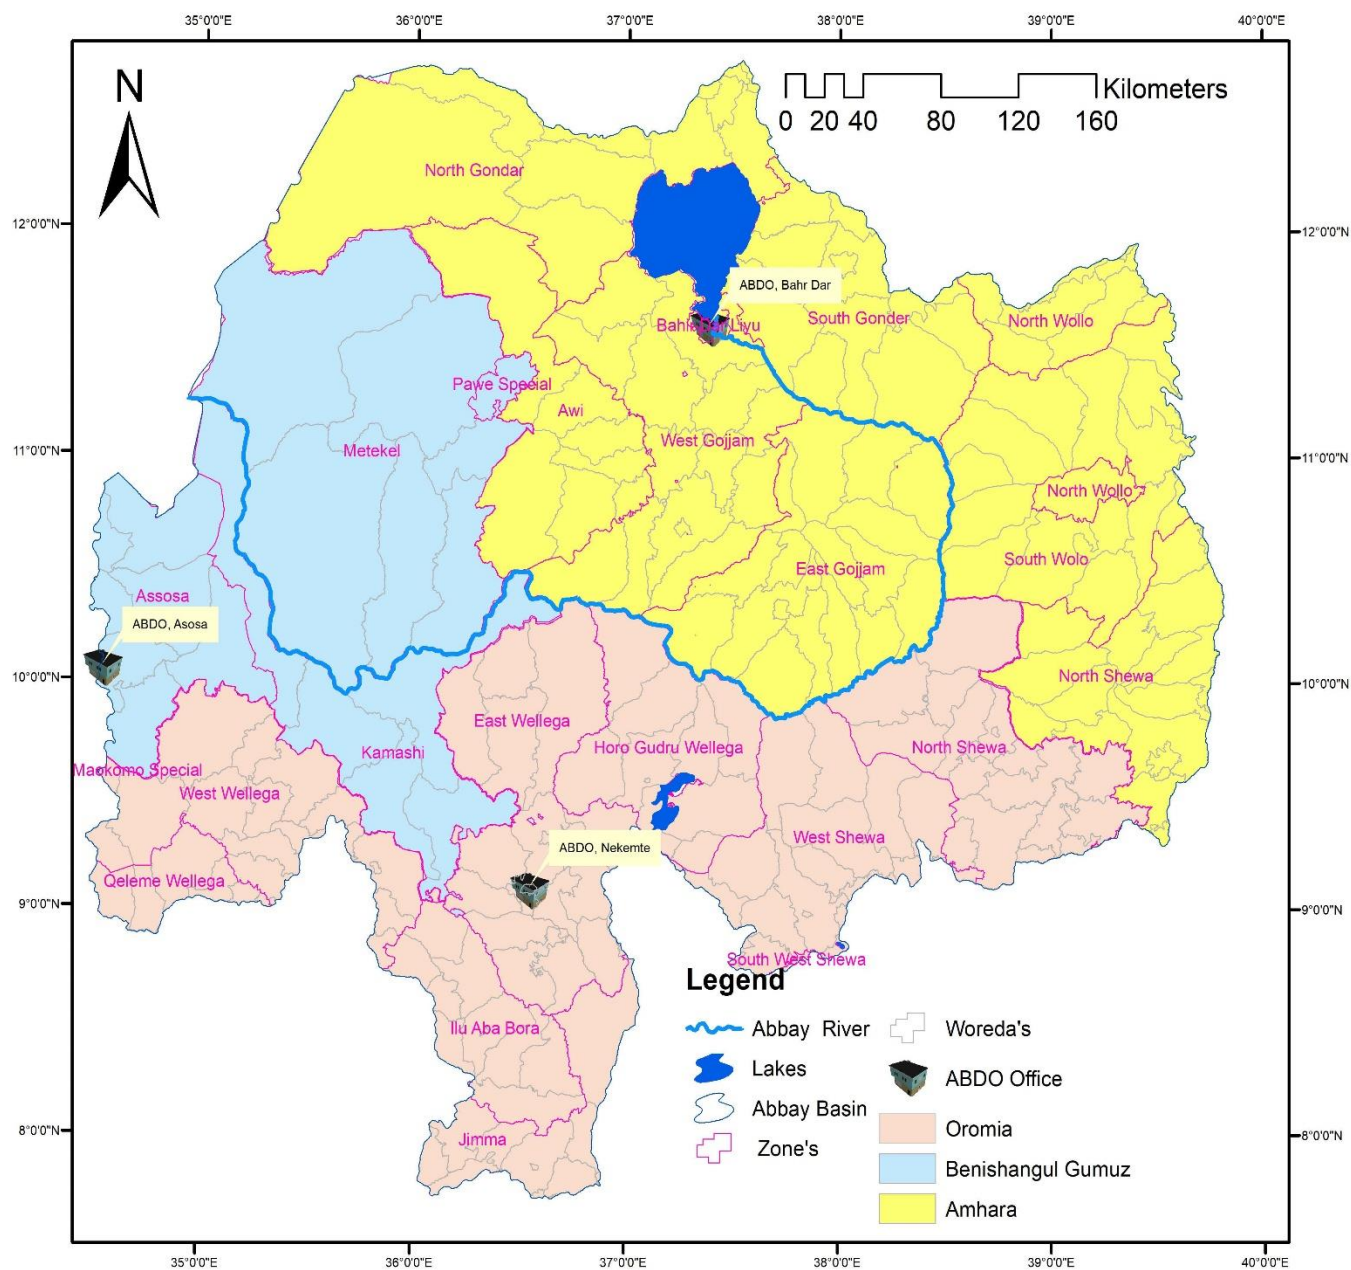 35°0'0"E 36°0'0"E 37°0'0"E 38°0'0"E 39°0'0"E 40°0'0"E
N
Kilometers
0 20 40 80 120 160
North Gondar
12°0'0"N
12°0'0"N
ABDO, Bahr Dar
Bahir Dar Liyu
South Gonder
North Wollo
Pawe Special
Awi
Metekel
West Gojjam
11°0'0"N
11°0'0"N
North Wollo
South Wolo
East Gojjam
Assosa
ABDO, Asosa
10°0'0"N
10°0'0"N
North Shewa
East Wellega
Horo Gudru Wellega
North Shewa
Kamashi
Maokomo Special
West Wellega
West Shewa
ABDO, Nekemte
Qeleme Wellega
9°0'0"N
9°0'0"N
South West Shewa
Legend
Ilu Aba Bora
Abbay River
Woreda's
Lakes
ABDO Office
Abbay Basin
Oromia
Zone's
Jimma
8°0'0"N
8°0'0"N
Benishangul Gumuz
Amhara
35°0'0"E 36°0'0"E 37°0'0"E 38°0'0"E 39°0'0"E 40°0'0"E